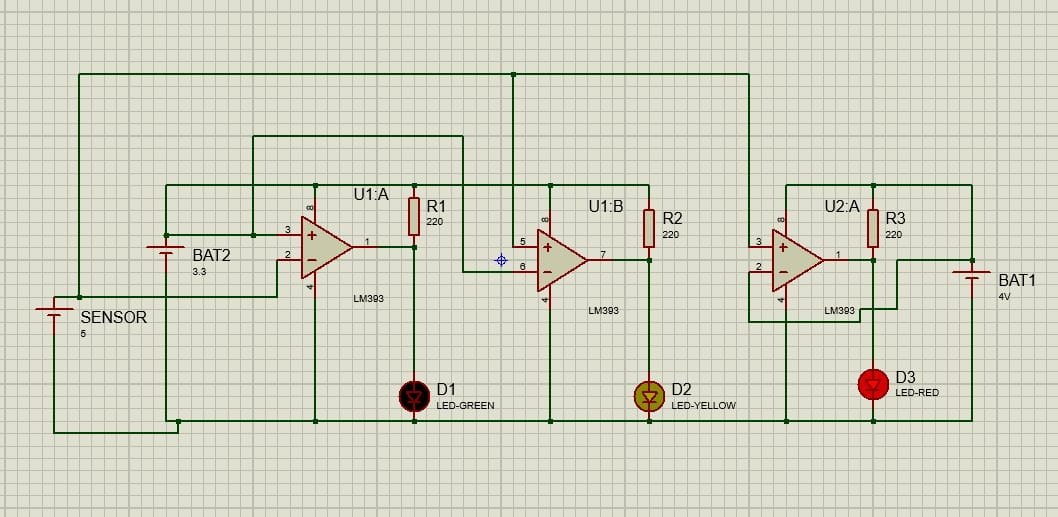 U1:A
8
3
2
1
4
LM393
R1
220
U1:B
8
5
6
7
4
LM393
R2
220
U2:A
8
3
2
1
4
LM393
R3
220
BAT2
3.3
SENSOR
5
BAT1
4V
D1
LED-GREEN
D2
LED-YELLOW
D3
LED-RED